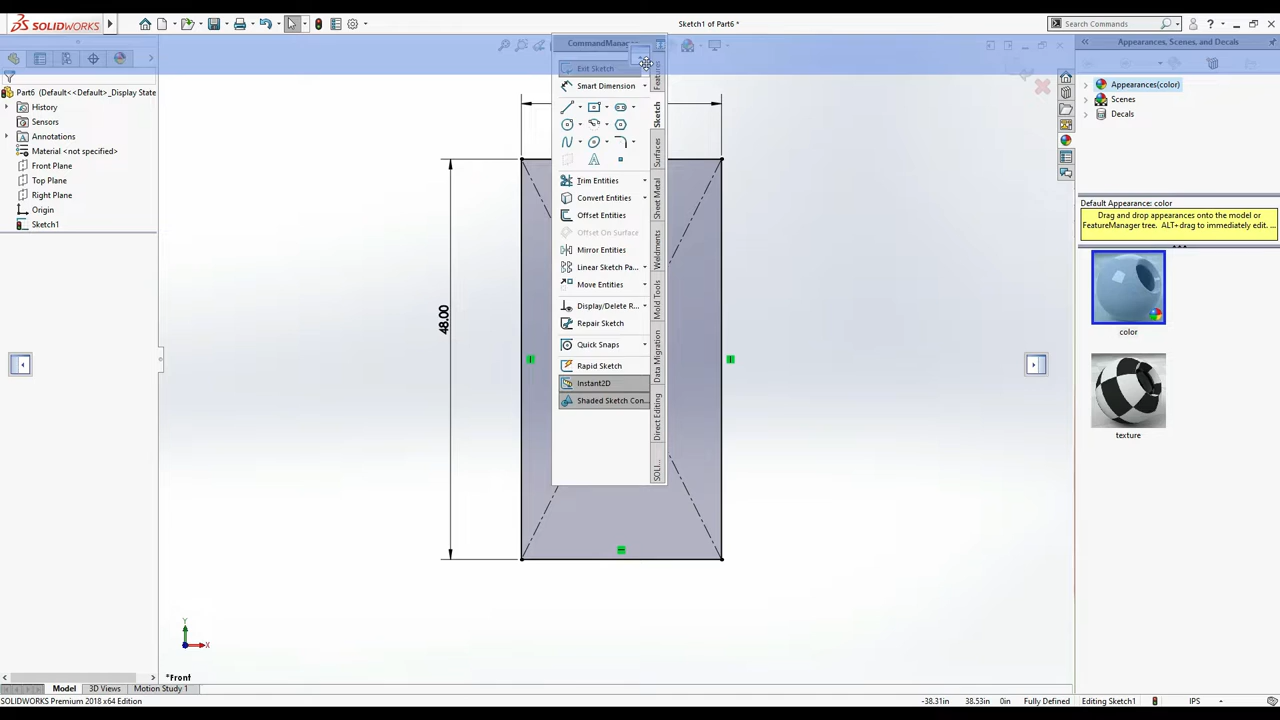 SOLIDWORKS
Sketch1 of Part6 *
Search Commands
CommandManager
Appearances, Scenes, and Decals
Part6 (Default<<Default>_Display State
History
Sensors
Annotations
Material <not specified>
Front Plane
Top Plane
Right Plane
Origin
Sketch1
Exit Sketch
Smart Dimension
Trim Entities
Convert Entities
Offset Entities
Offset On Surface
Mirror Entities
Linear Sketch Pa...
Move Entities
Display/Delete R...
Repair Sketch
Quick Snaps
Rapid Sketch
Instant2D
Shaded Sketch Con...
Features
Sketch
Surfaces
Sheet Metal
Weldments
Mold Tools
Data Migration
Direct Editing
SOLI...
48.00
Appearances(color)
Scenes
Decals
Default Appearance: color
Drag and drop appearances onto the model or
FeatureManager tree. ALT+drag to immediately edit. ...
color
texture
Y
X
*Front
Model
3D Views
Motion Study 1
SOLIDWORKS Premium 2018 x64 Edition
-38.31in
38.53in
0in
Fully Defined
Editing Sketch1
IPS